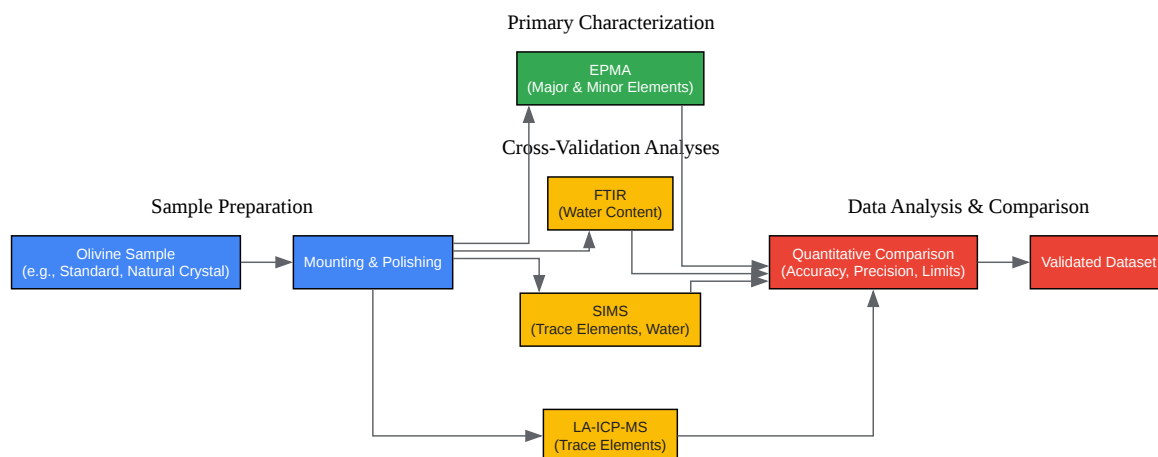 Primary Characterization
EPMA
(Major & Minor Elements)
Cross-Validation Analyses
FTIR
(Water Content)
Sample Preparation
Data Analysis & Comparison
Olivine Sample
(e.g., Standard, Natural Crystal)
Mounting & Polishing
Quantitative Comparison
(Accuracy, Precision, Limits)
Validated Dataset
SIMS
(Trace Elements, Water)
LA-ICP-MS
(Trace Elements)